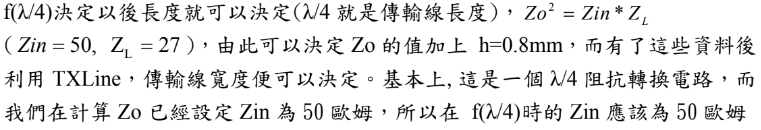 f(λ/4)決定以後長度就可以決定(λ/4 就是傳輸線長度)，Zo² = Zin * Z_L
（Zin = 50, Z_L = 27），由此可以決定 Zo 的值加上 h=0.8mm，而有了這些資料後
利用 TXLine，傳輸線寬度便可以決定。基本上, 這是一個 λ/4 阻抗轉換電路，而
我們在計算 Zo 已經設定 Zin 為 50 歐姆，所以在 f(λ/4)時的 Zin 應該為 50 歐姆